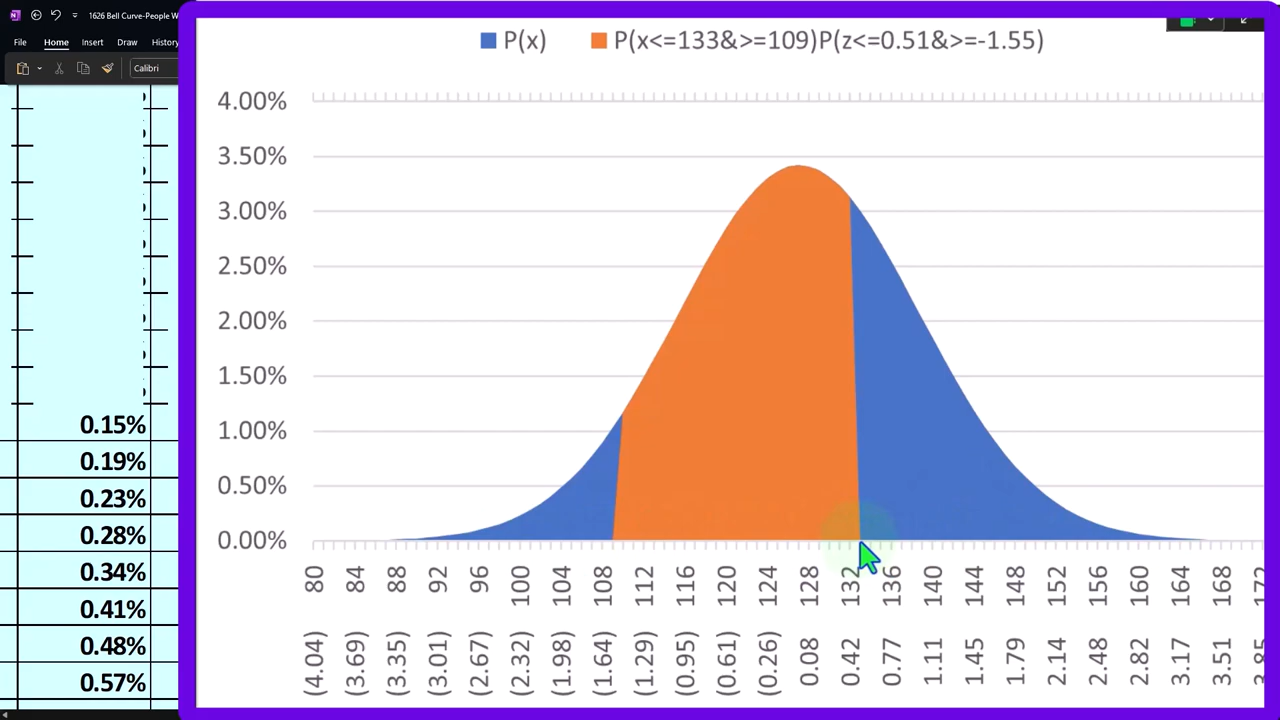 1626 Bell Curve-People W
File Home Insert Draw History
Calibri
0.15%
0.19%
0.23%
0.28%
0.34%
0.41%
0.48%
0.57%
P(x) P(x<=133&>=109)P(z<=0.51&>=-1.55)
4.00%
3.50%
3.00%
2.50%
2.00%
1.50%
1.00%
0.50%
0.00%
80 84 88 92 96 100 104 108 112 116 120 124 128 132 136 140 144 148 152 156 160 164 168 172
(4.04) (3.69) (3.35) (3.01) (2.67) (2.32) (1.98) (1.64) (1.29) (0.95) (0.61) (0.26) 0.08 0.42 0.77 1.11 1.45 1.79 2.14 2.48 2.82 3.17 3.51 3.85